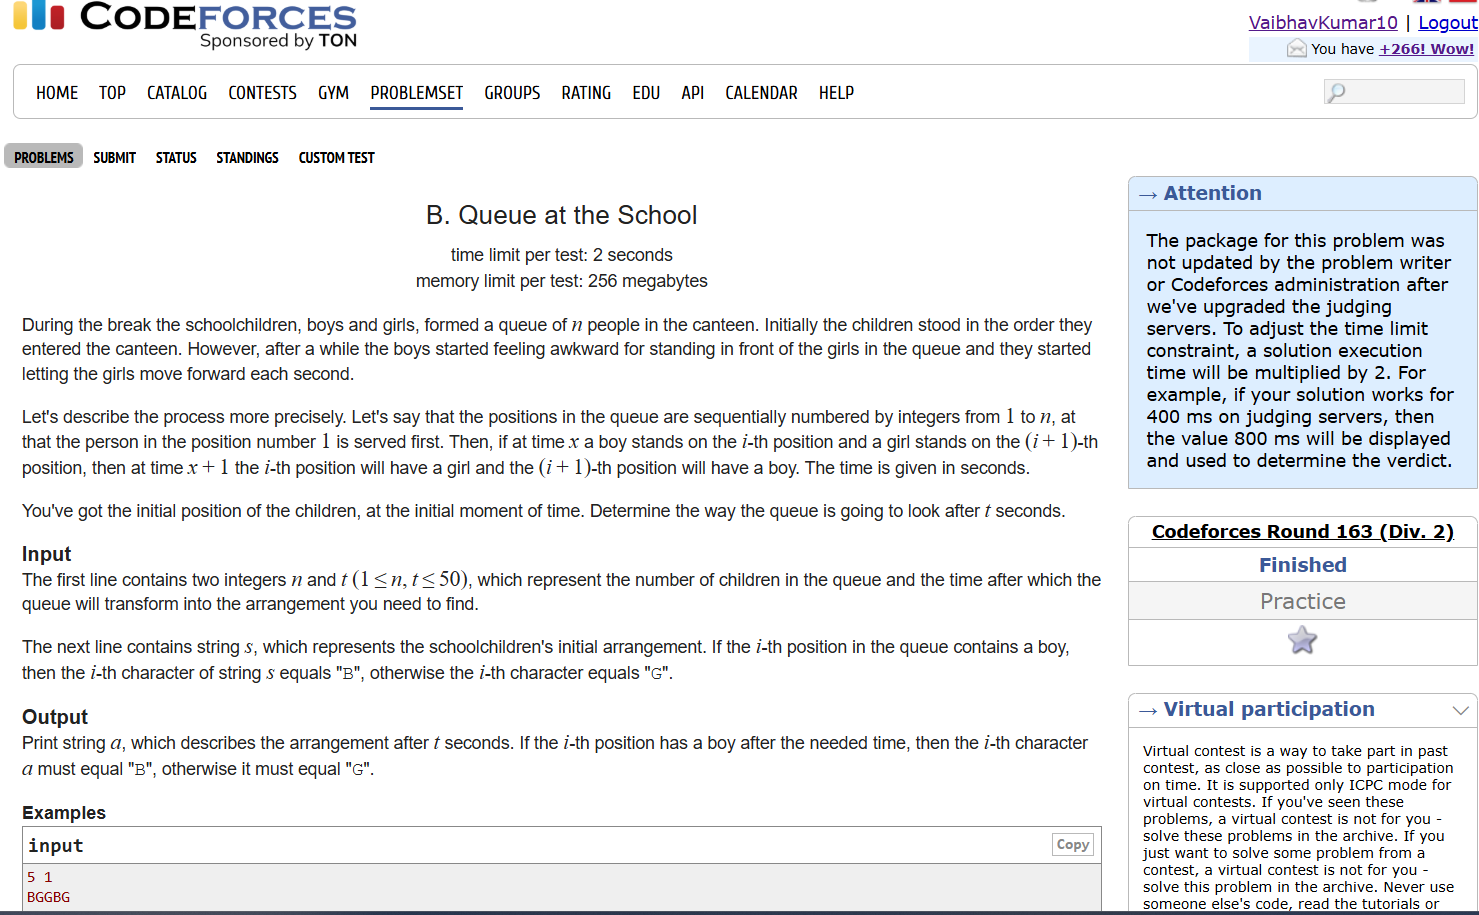 CODEFORCES
Sponsored by TON
VaibhavKumar10 | Logout
You have +266! Wow!
HOME TOP CATALOG CONTESTS GYM PROBLEMSET GROUPS RATING EDU API CALENDAR HELP
PROBLEMS SUBMIT STATUS STANDINGS CUSTOM TEST
B. Queue at the School
time limit per test: 2 seconds
memory limit per test: 256 megabytes
During the break the schoolchildren, boys and girls, formed a queue of n people in the canteen. Initially the children stood in the order they
entered the canteen. However, after a while the boys started feeling awkward for standing in front of the girls in the queue and they started
letting the girls move forward each second.
Let's describe the process more precisely. Let's say that the positions in the queue are sequentially numbered by integers from 1 to n, at
that the person in the position number 1 is served first. Then, if at time x a boy stands on the i-th position and a girl stands on the (i + 1)-th
position, then at time x + 1 the i-th position will have a girl and the (i + 1)-th position will have a boy. The time is given in seconds.
You've got the initial position of the children, at the initial moment of time. Determine the way the queue is going to look after t seconds.
Input
The first line contains two integers n and t (1 ≤ n, t ≤ 50), which represent the number of children in the queue and the time after which the
queue will transform into the arrangement you need to find.
The next line contains string s, which represents the schoolchildren's initial arrangement. If the i-th position in the queue contains a boy,
then the i-th character of string s equals "B", otherwise the i-th character equals "G".
Output
Print string a, which describes the arrangement after t seconds. If the i-th position has a boy after the needed time, then the i-th character
a must equal "B", otherwise it must equal "G".
Examples
input
Copy
5 1
BGGBG
→ Attention
The package for this problem was
not updated by the problem writer
or Codeforces administration after
we've upgraded the judging
servers. To adjust the time limit
constraint, a solution execution
time will be multiplied by 2. For
example, if your solution works for
400 ms on judging servers, then
the value 800 ms will be displayed
and used to determine the verdict.
Codeforces Round 163 (Div. 2)
Finished
Practice
→ Virtual participation
Virtual contest is a way to take part in past
contest, as close as possible to participation
on time. It is supported only ICPC mode for
virtual contests. If you've seen these
problems, a virtual contest is not for you -
solve these problems in the archive. If you
just want to solve some problem from a
contest, a virtual contest is not for you -
solve this problem in the archive. Never use
someone else's code, read the tutorials or